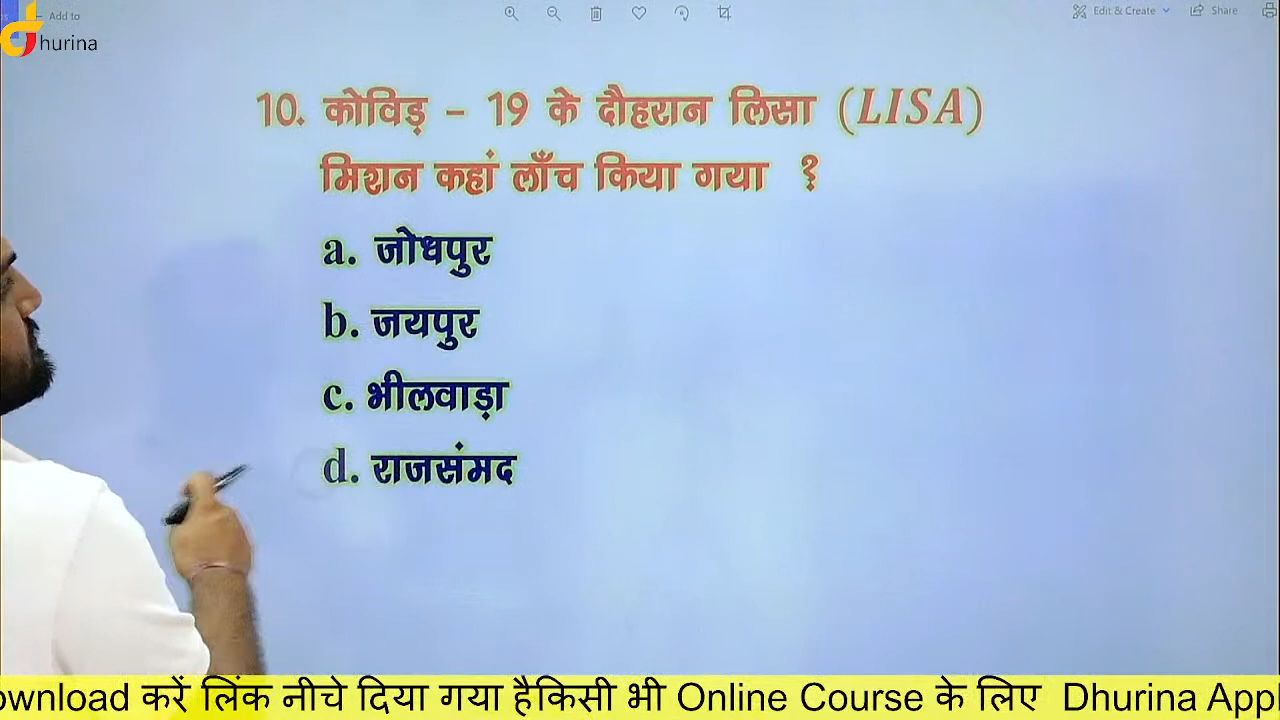 Add to
Edit & Create
Share
hurina
10. कोविड़ – 19 के दौहरान लिसा (LISA)
मिशन कहां लाँच किया गया ?
a. जोधपुर
b. जयपुर
c. भीलवाड़ा
d. राजसंमद
ownload करें लिंक नीचे दिया गया हैकिसी भी Online Course के लिए Dhurina App